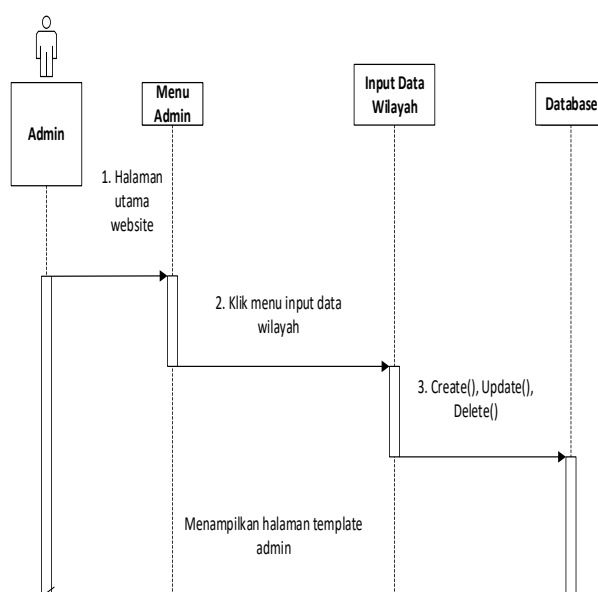 Admin
Menu
Admin
Input Data
Wilayah
Database
1. Halaman
utama
website
2. Klik menu input data
wilayah
3. Create(), Update(),
Delete()
Menampilkan halaman template
admin